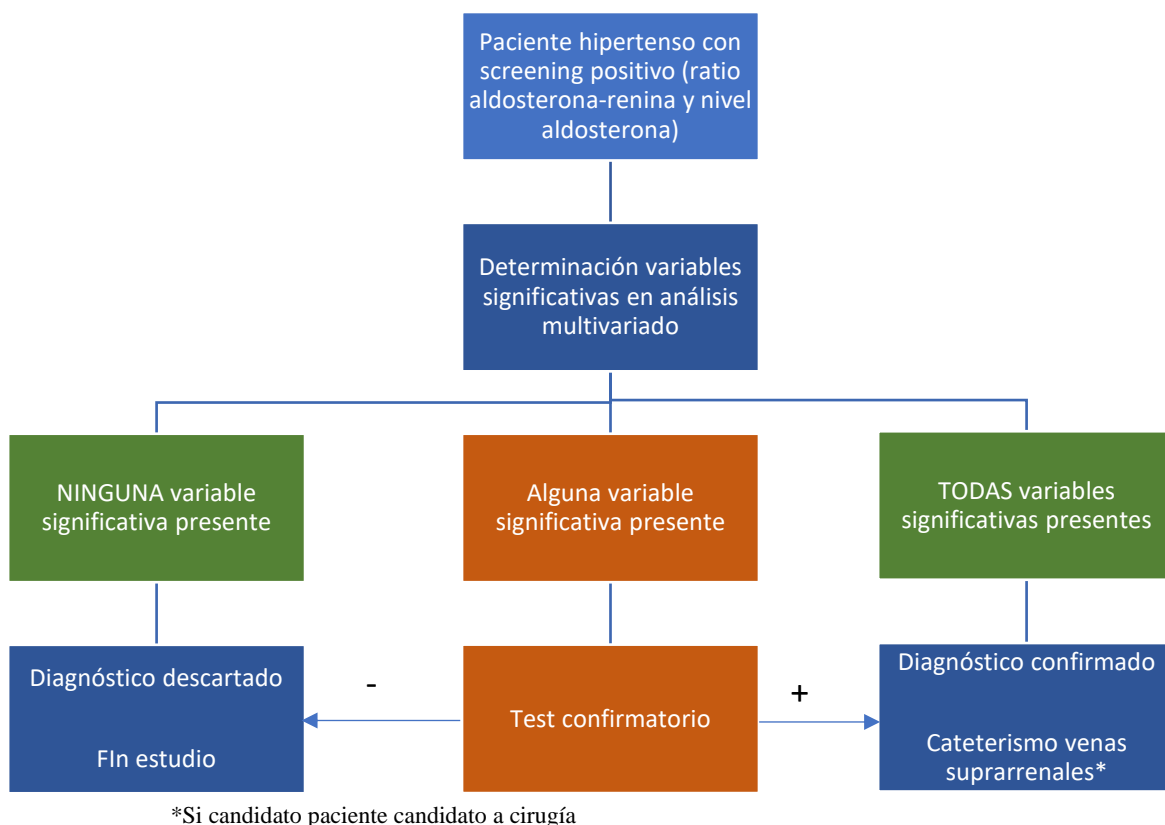 Paciente hipertenso con
screening positivo (ratio
aldosterona-renina y nivel
aldosterona)
Determinación variables
significativas en análisis
multivariado
NINGUNA variable
significativa presente
Alguna variable
significativa presente
TODAS variables
significativas presentes
Diagnóstico descartado
FIn estudio
-
Test confirmatorio
+
Diagnóstico confirmado
Cateterismo venas
suprarrenales*
*Si candidato paciente candidato a cirugía